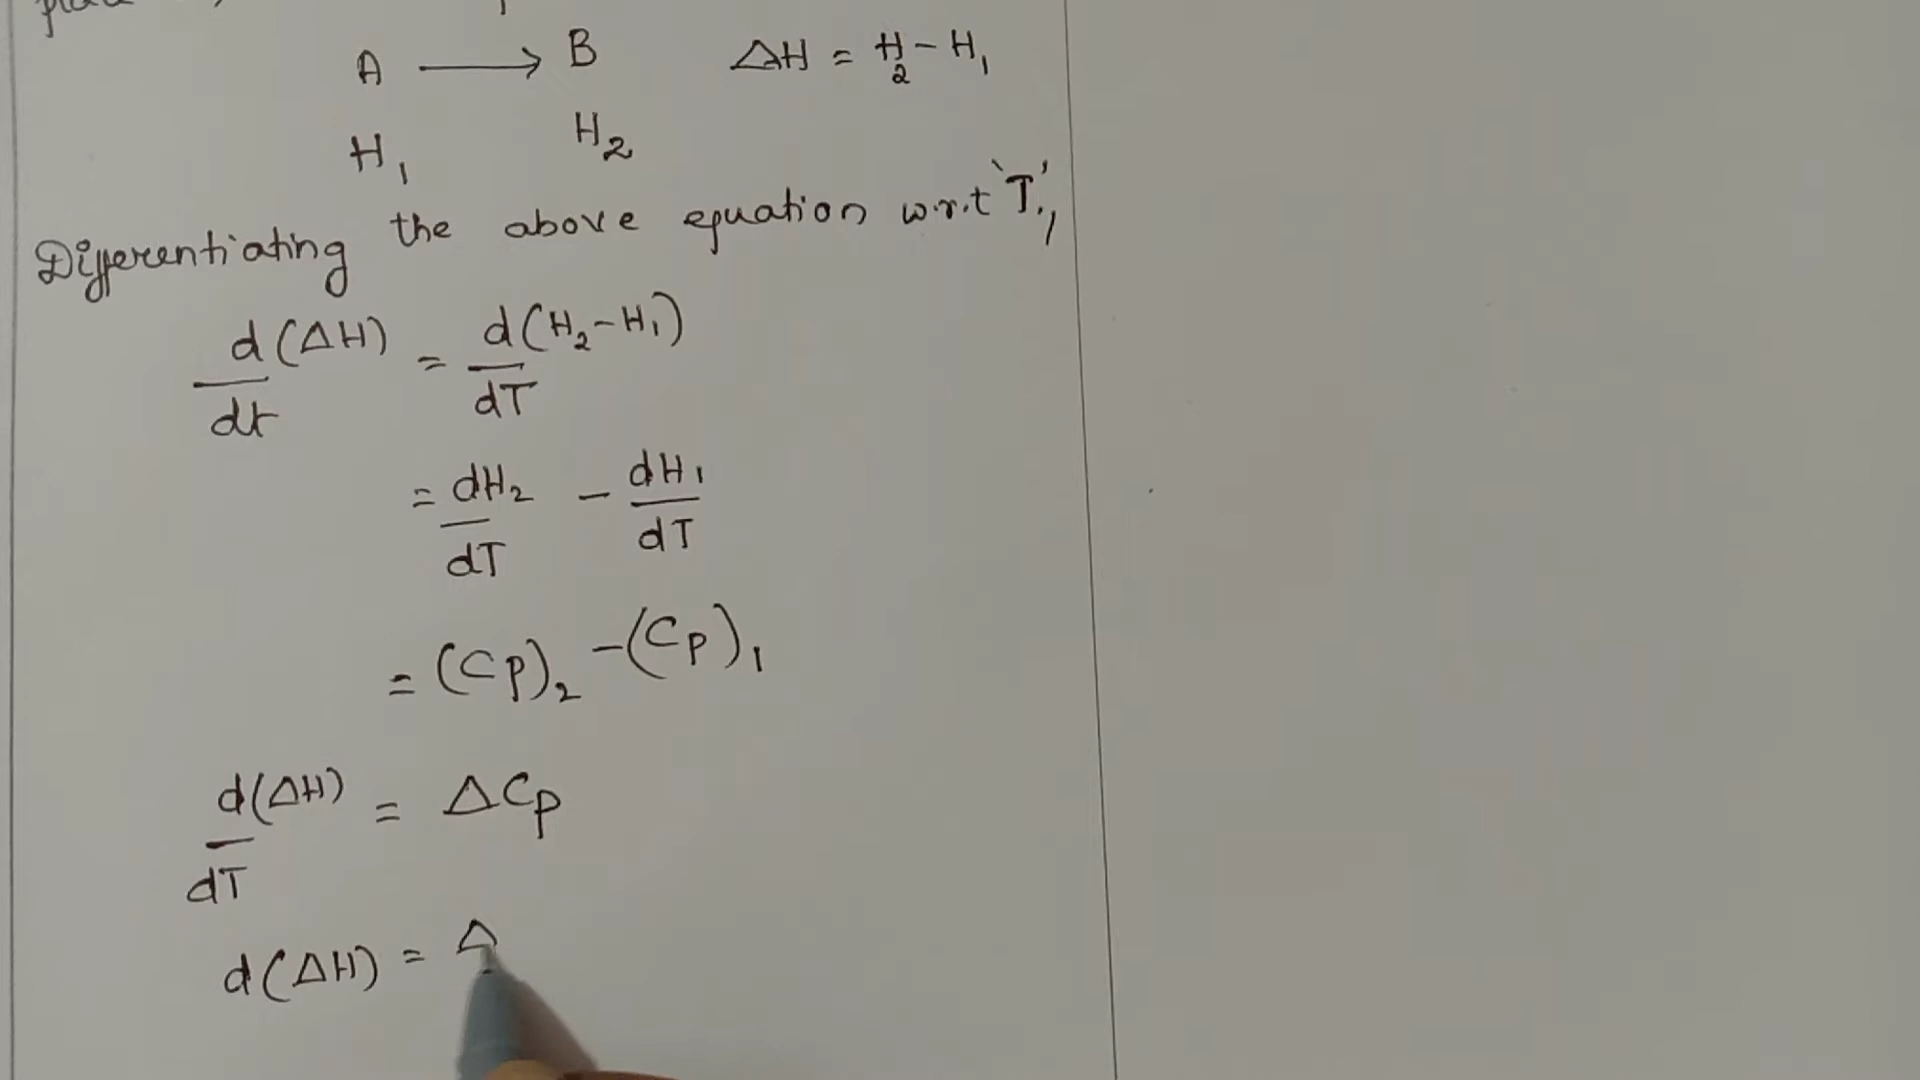 A ⟶ B ΔH = H₂ - H₁
H₁ H₂
Differentiating the above equation w.r.t 'T',
d(ΔH)/dt = d(H₂-H₁)/dT
= dH₂/dT - dH₁/dT
= (Cp)₂ - (Cp)₁
d(ΔH)/dT = ΔCp
d(ΔH) = Δ